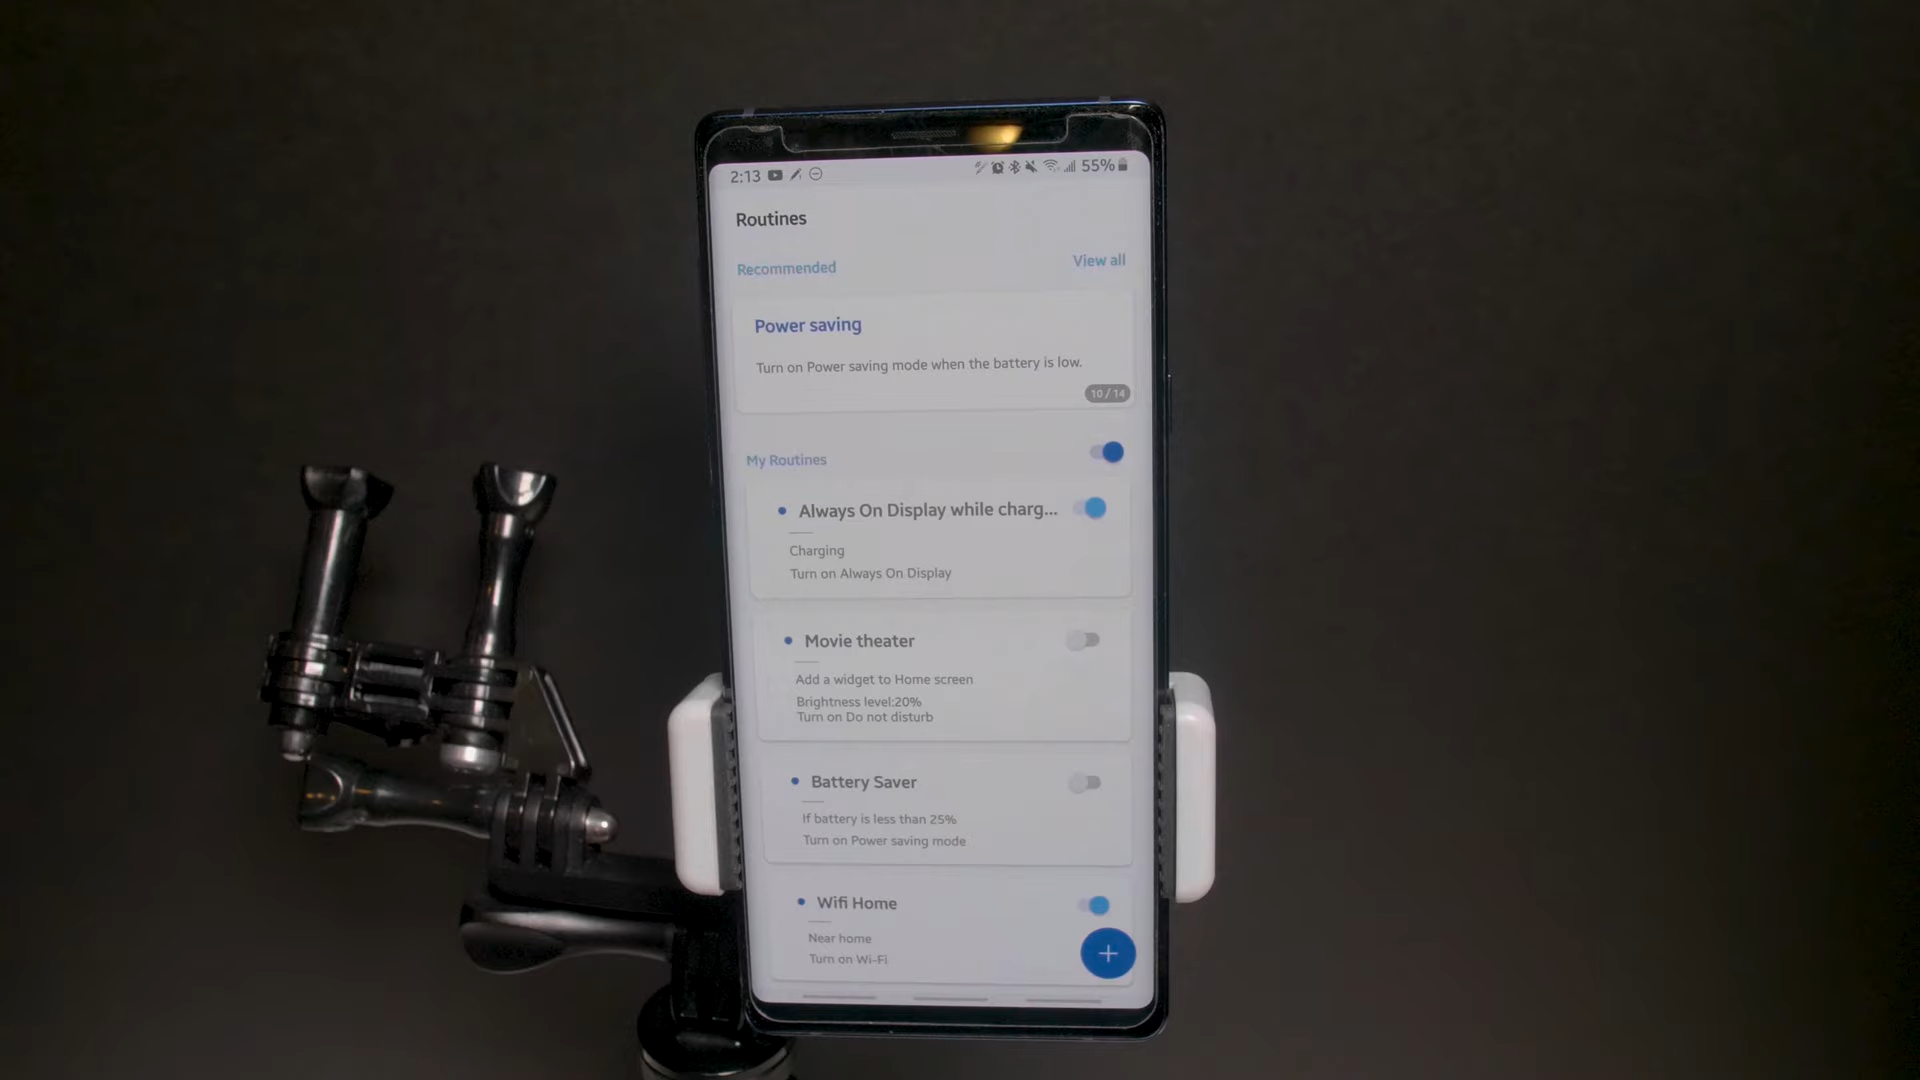 2:13 55%
Routines
Recommended View all
Power saving
Turn on Power saving mode when the battery is low.
10 / 14
My Routines
Always On Display while charg...
Charging
Turn on Always On Display
Movie theater
Add a widget to Home screen
Brightness level:20%
Turn on Do not disturb
Battery Saver
If battery is less than 25%
Turn on Power saving mode
Wifi Home
Near home
Turn on Wi-Fi